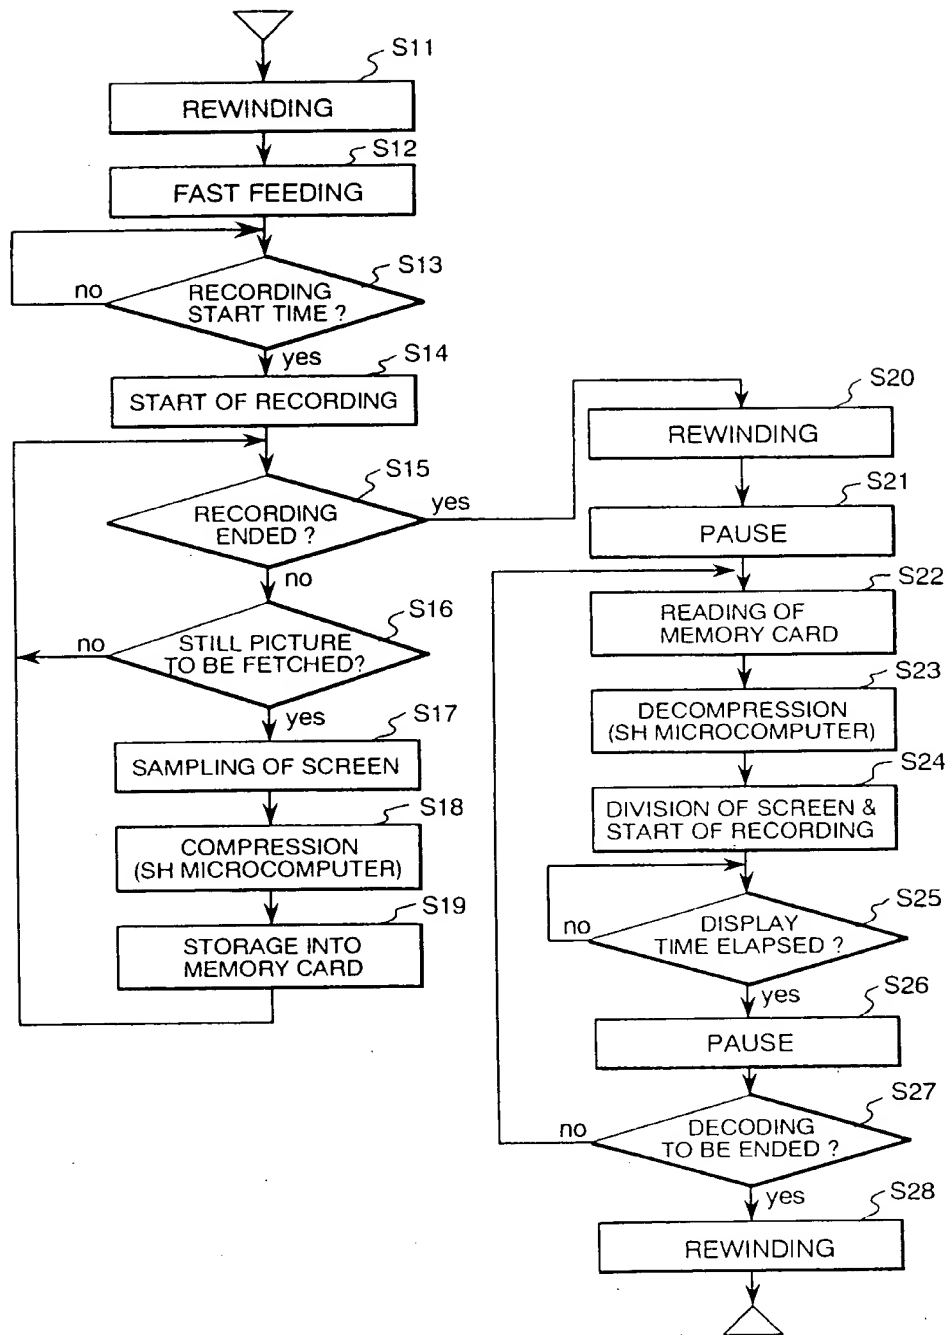 S11
REWINDING
S12
FAST FEEDING
S13
RECORDING
START TIME ?
no
yes
S14
START OF RECORDING
S15
RECORDING
ENDED ?
yes
no
S16
STILL PICTURE
TO BE FETCHED?
no
yes
S17
SAMPLING OF SCREEN
S18
COMPRESSION
(SH MICROCOMPUTER)
S19
STORAGE INTO
MEMORY CARD
S20
REWINDING
S21
PAUSE
S22
READING OF
MEMORY CARD
S23
DECOMPRESSION
(SH MICROCOMPUTER)
S24
DIVISION OF SCREEN &
START OF RECORDING
S25
DISPLAY
TIME ELAPSED ?
no
yes
S26
PAUSE
S27
DECODING
TO BE ENDED ?
no
yes
S28
REWINDING